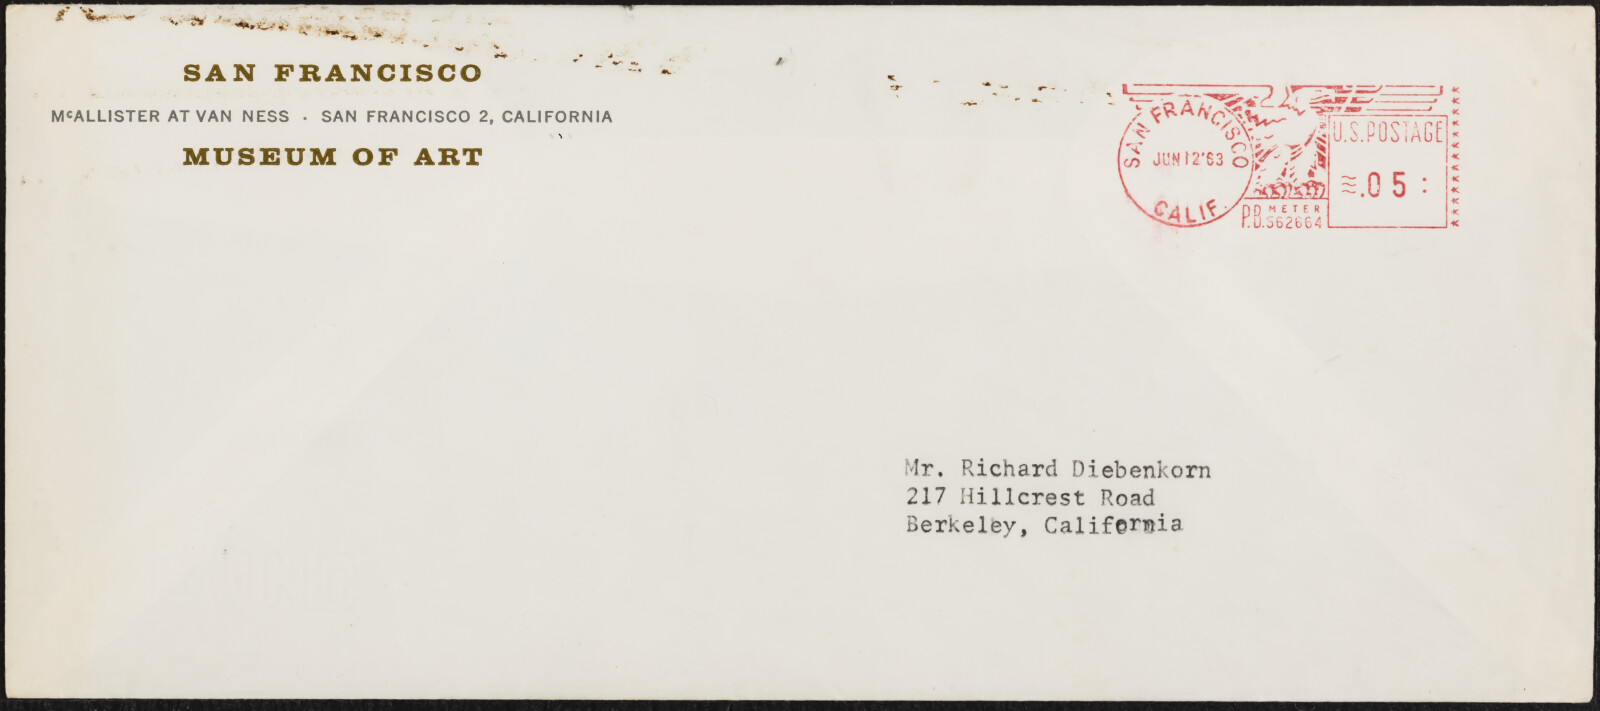 SAN FRANCISCO
McALLISTER AT VAN NESS · SAN FRANCISCO 2, CALIFORNIA
MUSEUM OF ART
SAN FRANCISCO
JUN 12 '63
CALIF.
P.B. METER
562664
U.S. POSTAGE
.05
Mr. Richard Diebenkorn
217 Hillcrest Road
Berkeley, California